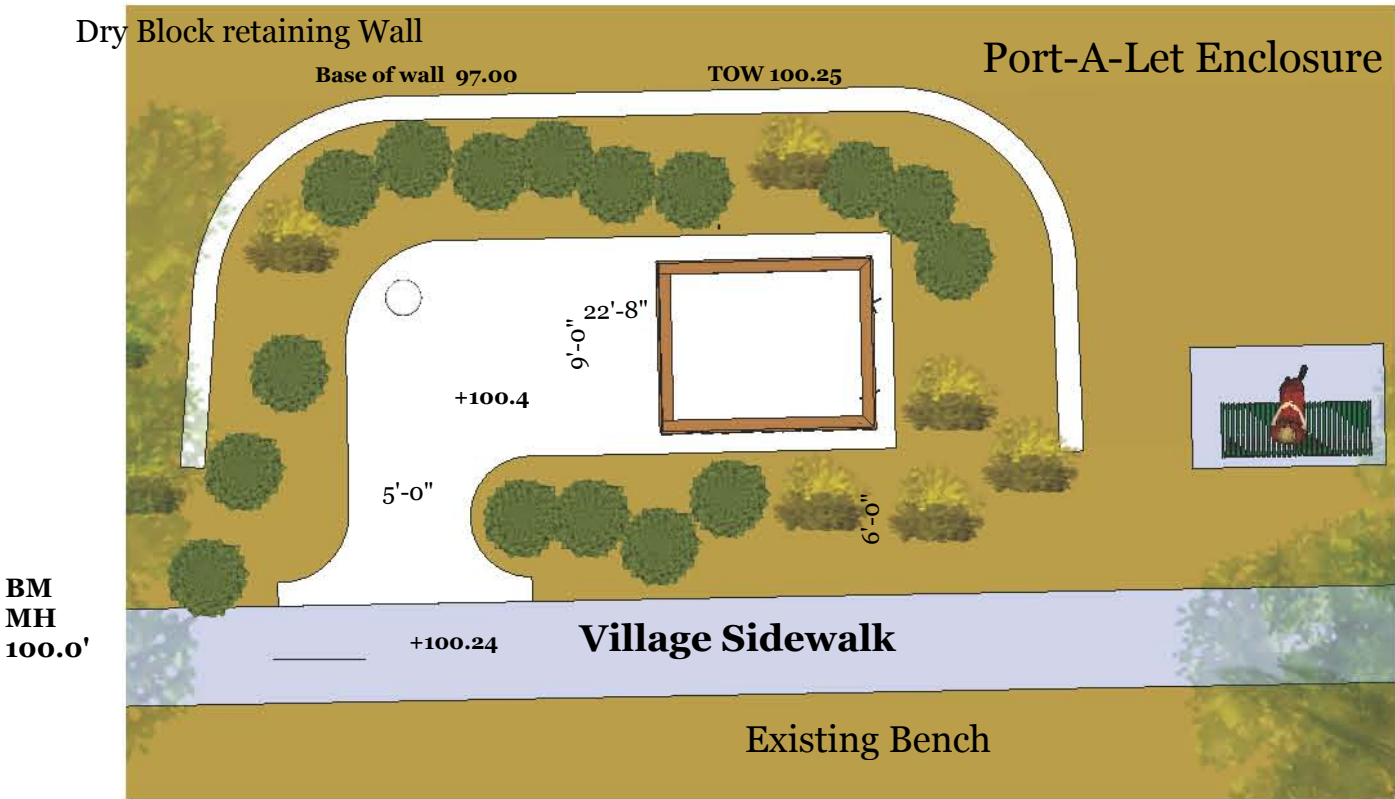 Dry Block retaining Wall
Port-A-Let Enclosure
Base of wall 97.00
TOW 100.25
22'-8"
9'-0"
+100.4
5'-0"
6'-0"
BM
MH
100.0'
+100.24
Village Sidewalk
Existing Bench